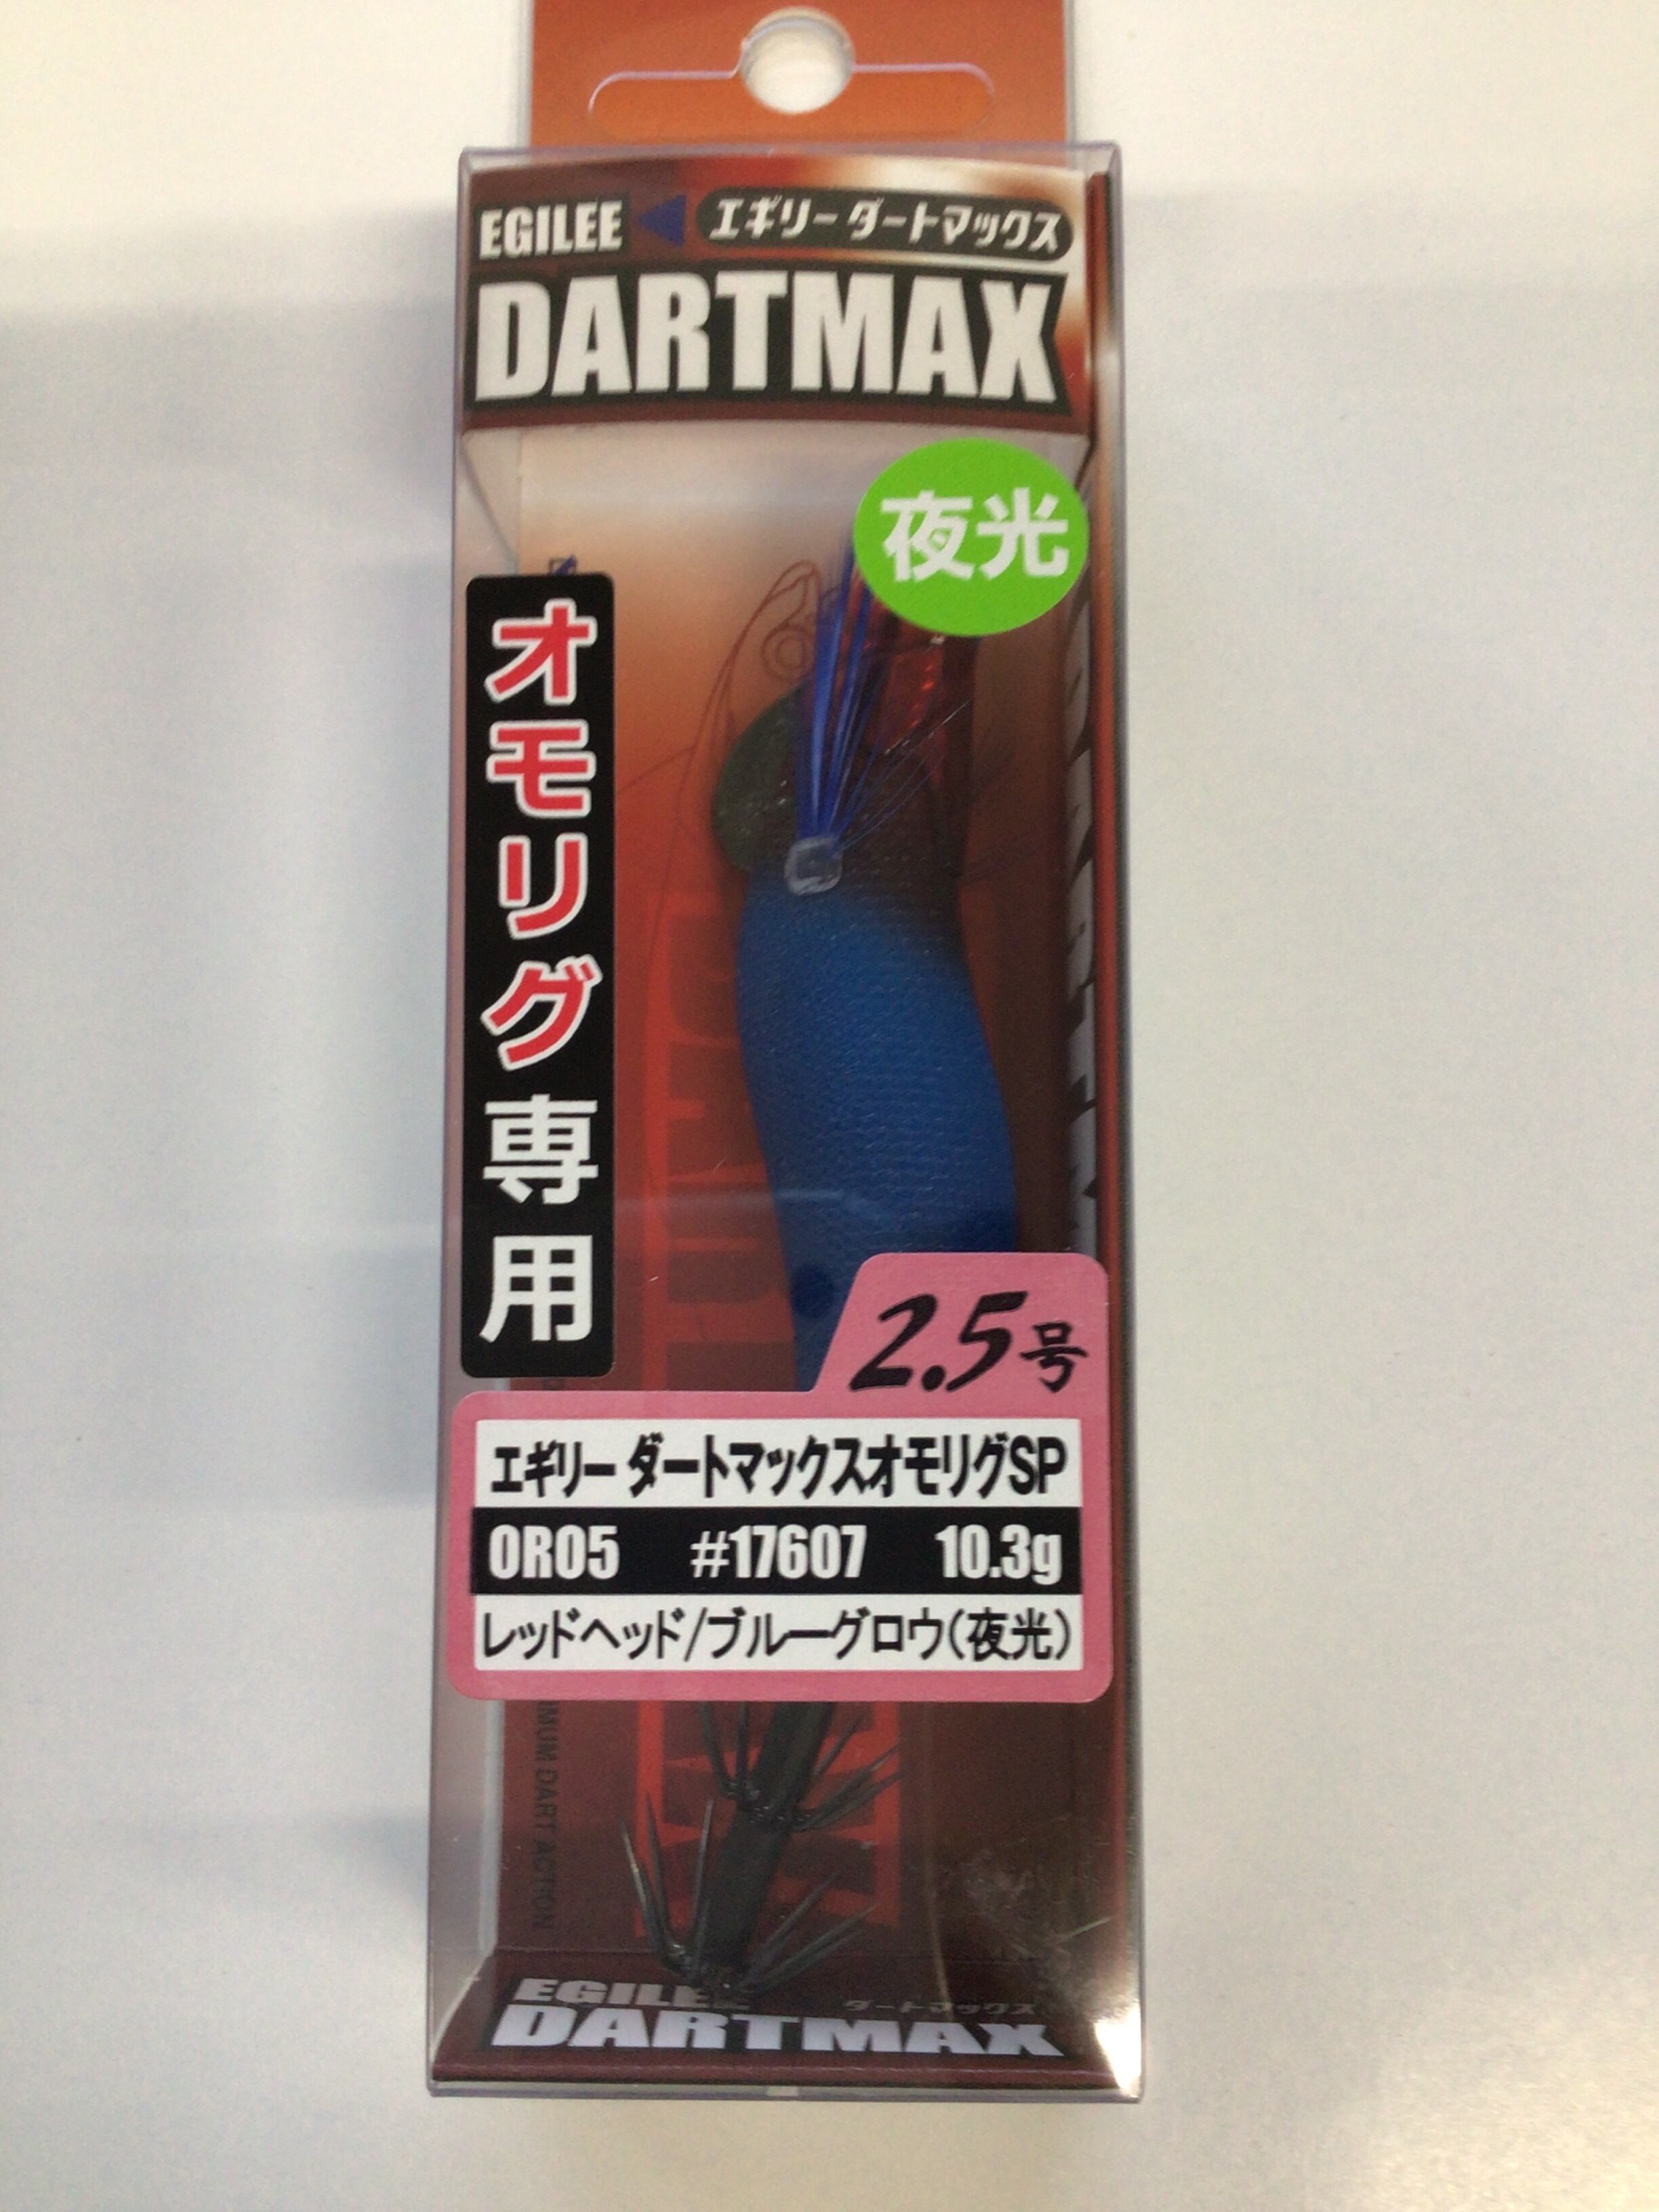 EGILEE エギリー ダートマックス
DARTMAX
夜光
オモリグ専用
2.5号
エギリー ダートマックスオモリグSP
OR05 #17607 10.3g
レッドヘッド/ブルーグロウ(夜光)
MUM DART ACTION
EGILEE ダートマックス
DARTMAX